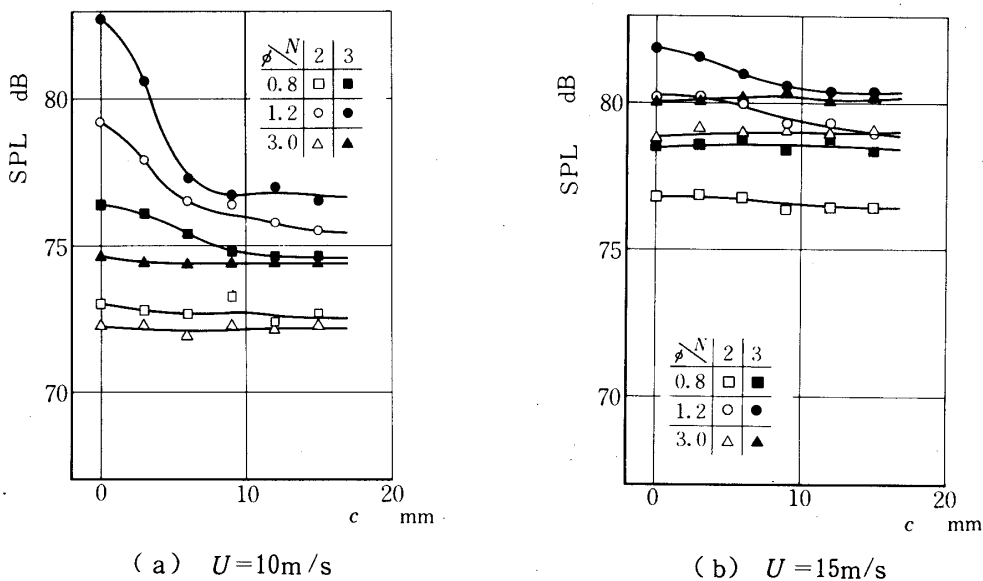 SPL dB
80
75
70
0 10 20
c mm
φ N 2 3
0.8 □ ■
1.2 ○ ●
3.0 △ ▲
(a) U=10m/s
SPL dB
80
75
70
0 10 20
c mm
φ N 2 3
0.8 □ ■
1.2 ○ ●
3.0 △ ▲
(b) U=15m/s